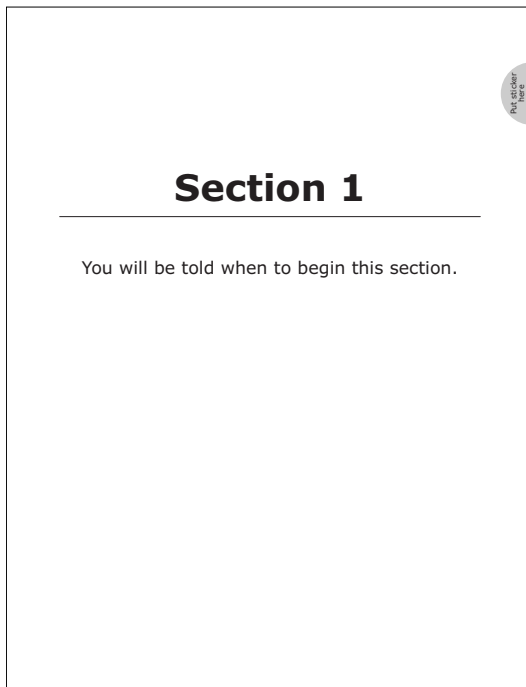 Put sticker
here
Section 1
You will be told when to begin this section.